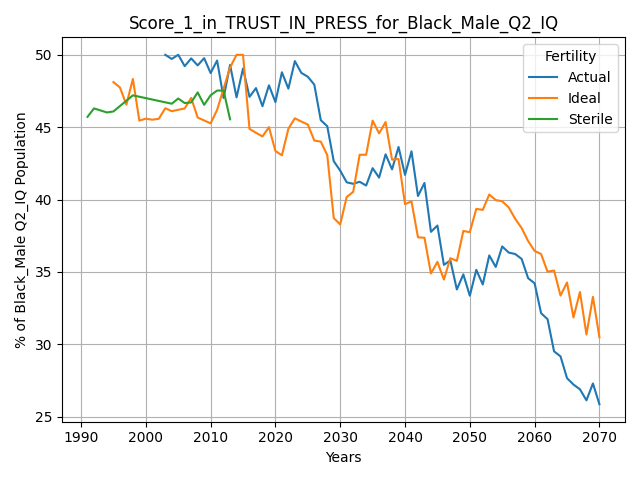 Score_1_in_TRUST_IN_PRESS_for_Black_Male_Q2_IQ
% of Black_Male Q2_IQ Population
50
45
40
35
30
25
Fertility
Actual
Ideal
Sterile
1990 2000 2010 2020 2030 2040 2050 2060 2070
Years